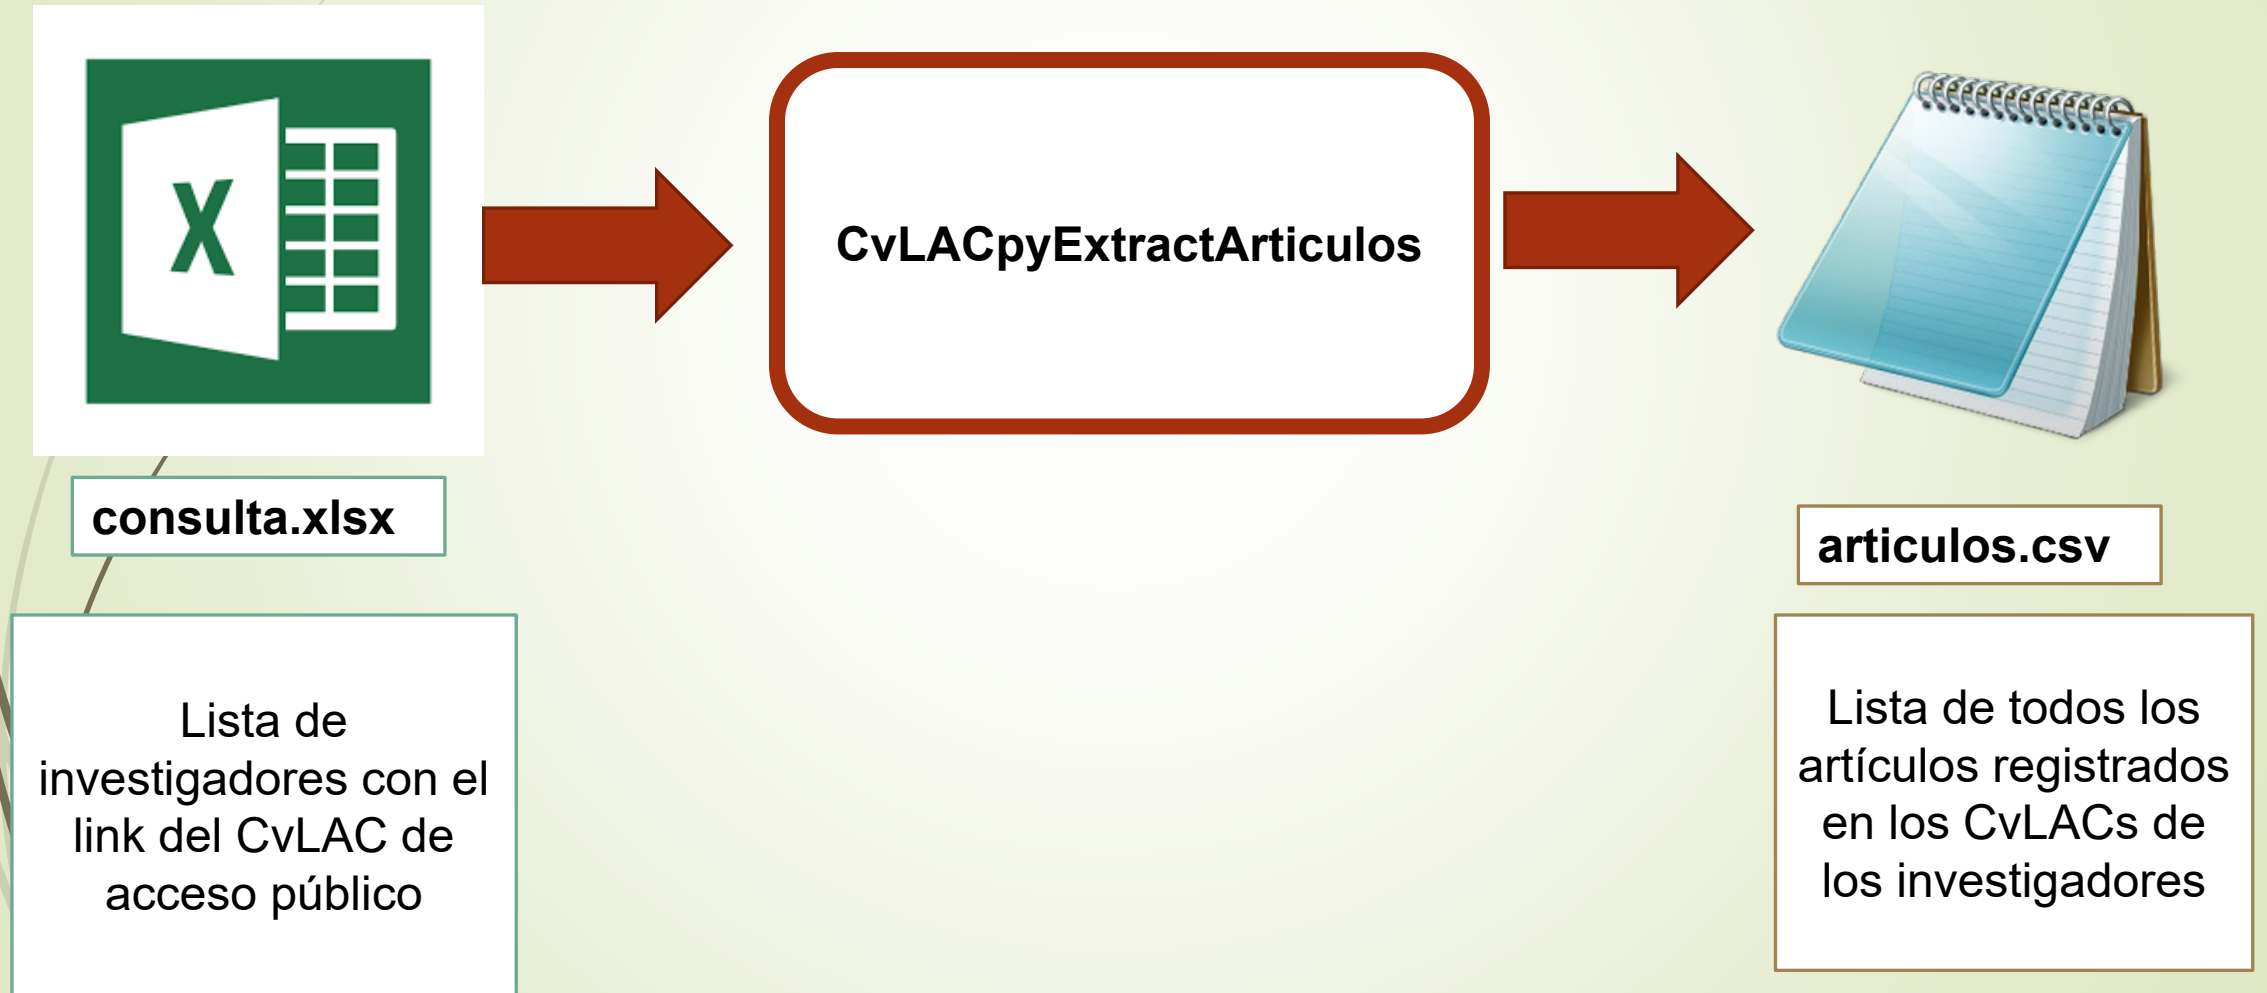 X
CvLACpyExtractArticulos
consulta.xlsx
articulos.csv
Lista de
investigadores con el
link del CvLAC de
acceso público
Lista de todos los
artículos registrados
en los CvLACs de
los investigadores